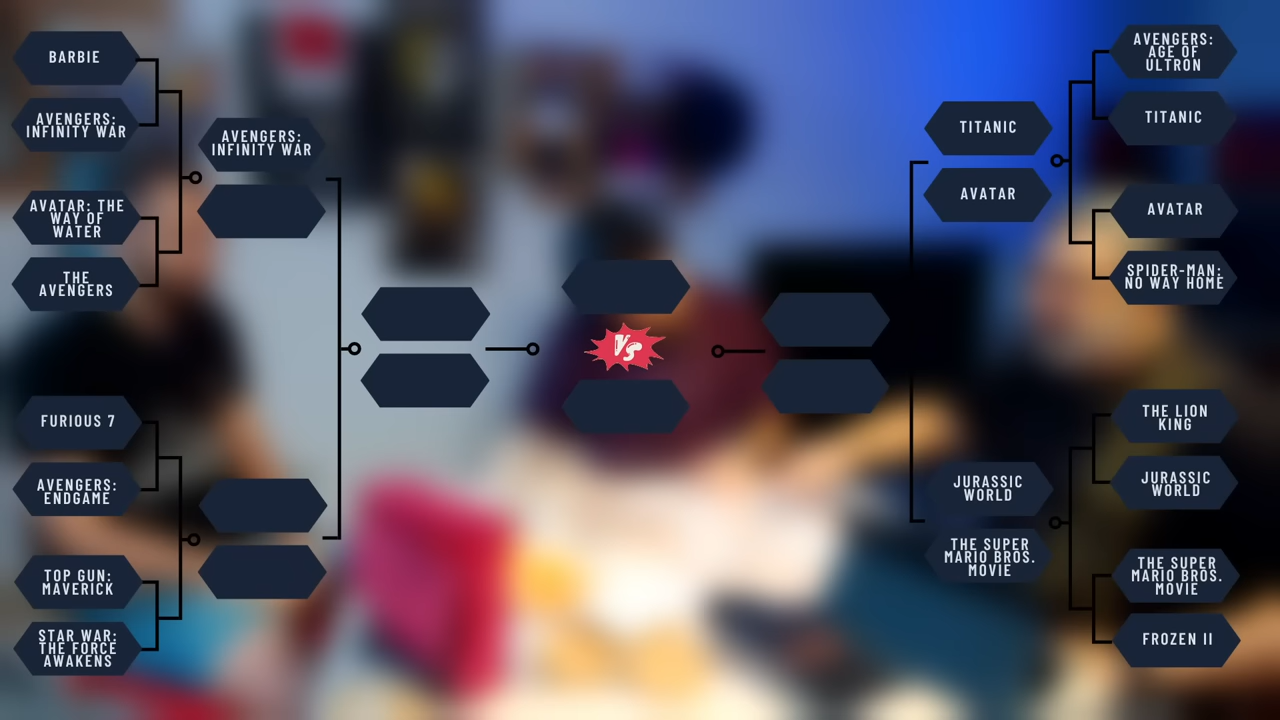 BARBIE
AVENGERS:
INFINITY WAR
AVATAR: THE
WAY OF
WATER
THE
AVENGERS
FURIOUS 7
AVENGERS:
ENDGAME
TOP GUN:
MAVERICK
STAR WAR:
THE FORCE
AWAKENS
AVENGERS:
INFINITY WAR
VS
TITANIC
AVATAR
JURASSIC
WORLD
THE SUPER
MARIO BROS.
MOVIE
AVENGERS:
AGE OF
ULTRON
TITANIC
AVATAR
SPIDER-MAN:
NO WAY HOME
THE LION
KING
JURASSIC
WORLD
THE SUPER
MARIO BROS.
MOVIE
FROZEN II